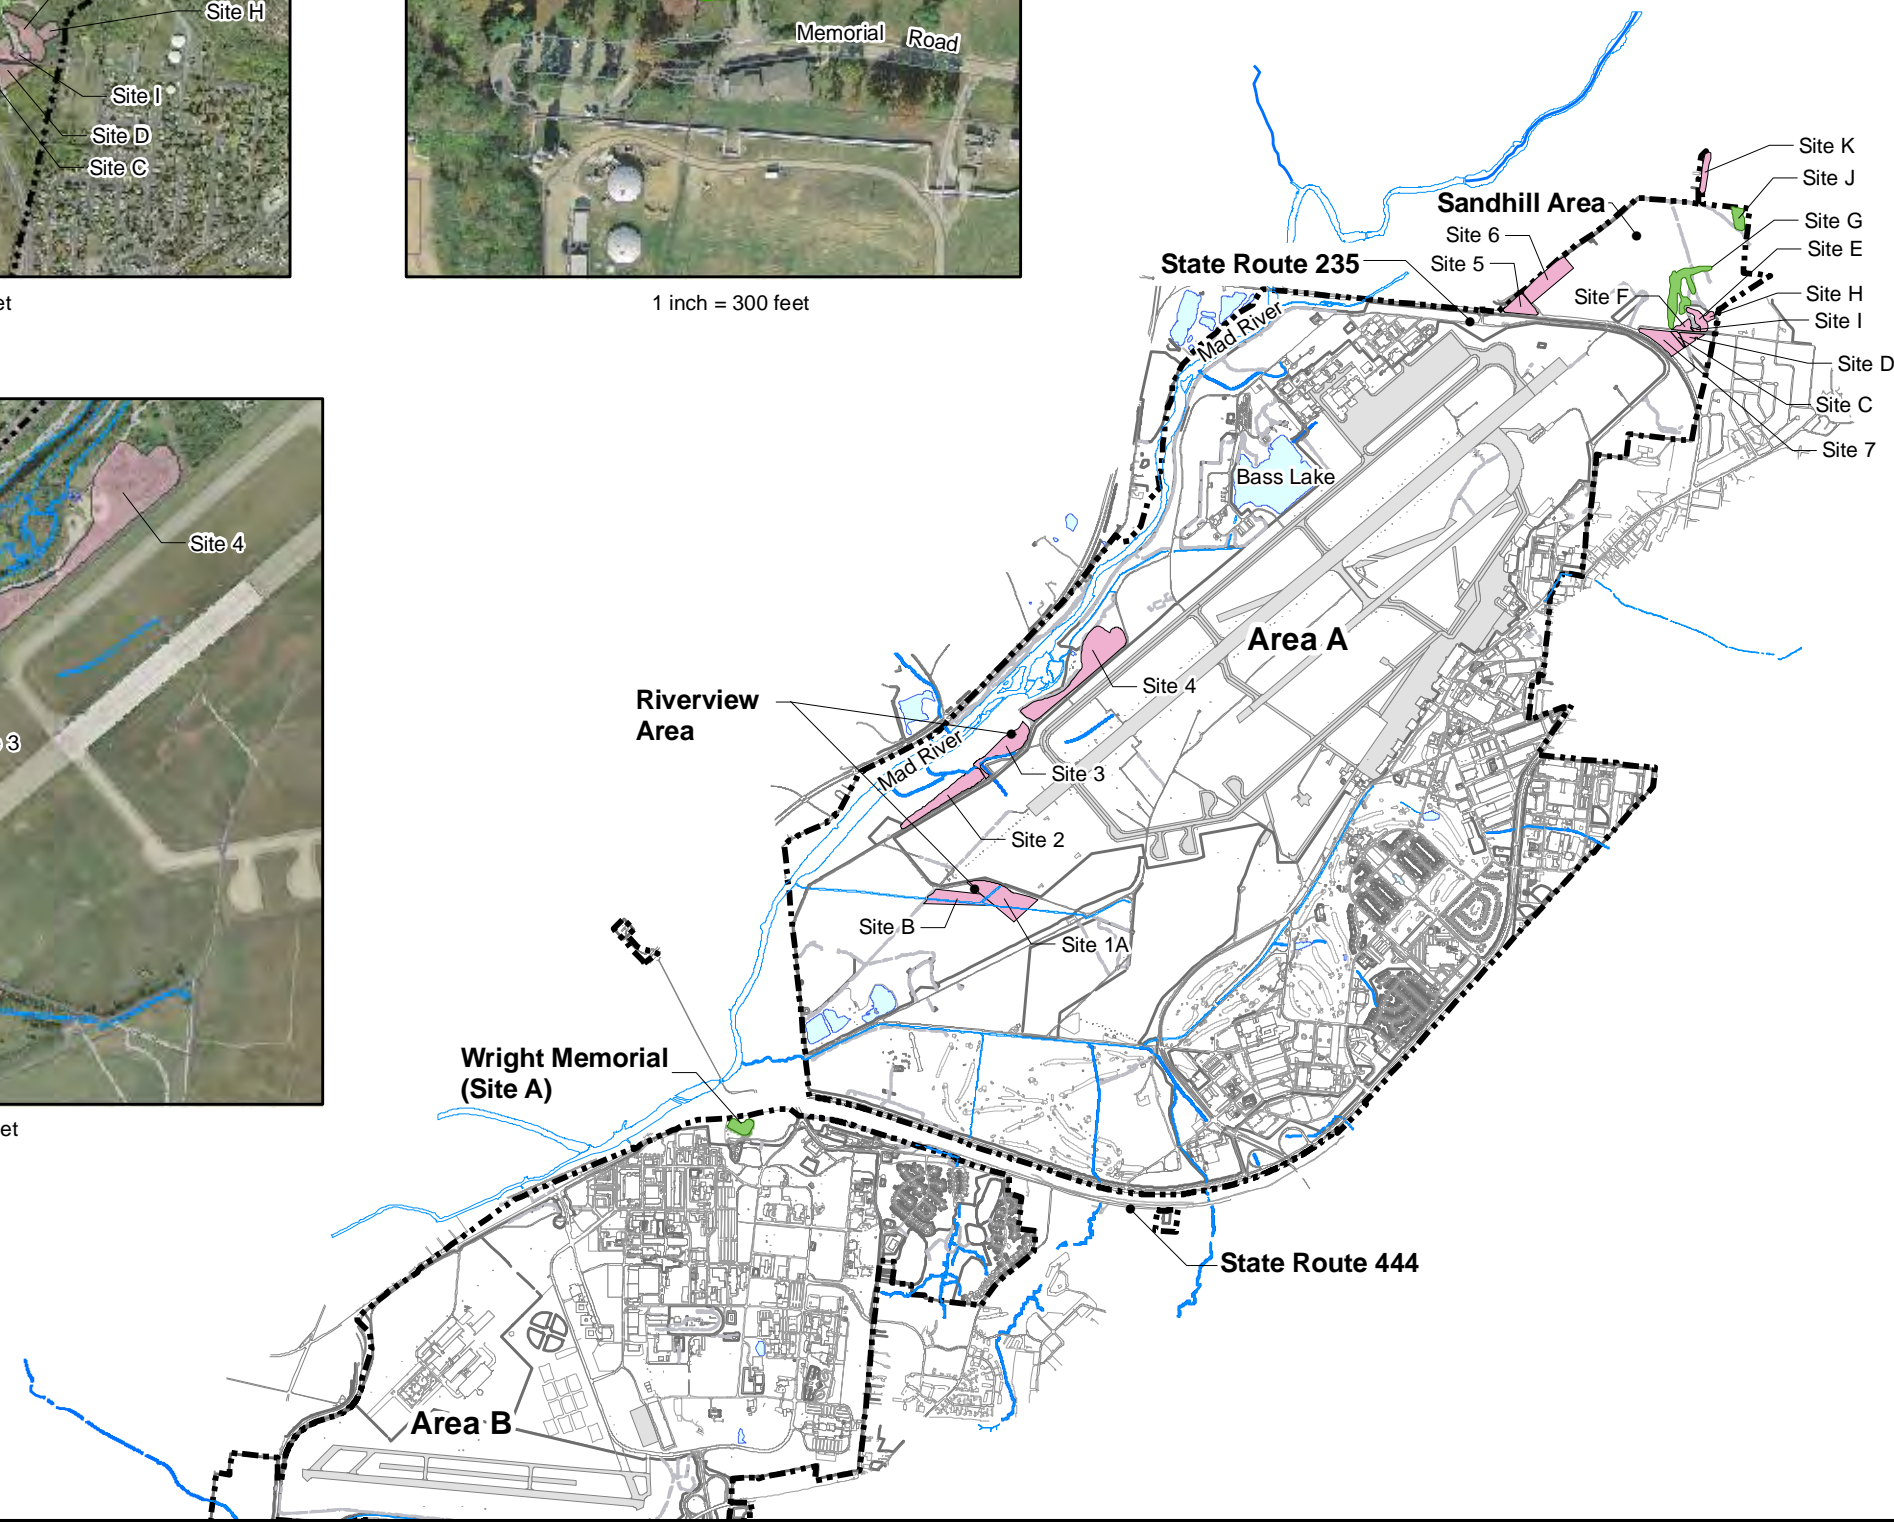 Site H
Site I
Site D
Site C
et
Memorial Road
1 inch = 300 feet
Site 4
3
et
Site K
Site J
Site G
Site E
Site H
Site I
Site D
Site C
Site 7
Sandhill Area
Site 6
Site 5
Site F
State Route 235
Mad River
Bass Lake
Area A
Site 4
Riverview
Area
Mad River
Site 3
Site 2
Site B
Site 1A
Wright Memorial
(Site A)
State Route 444
Area B